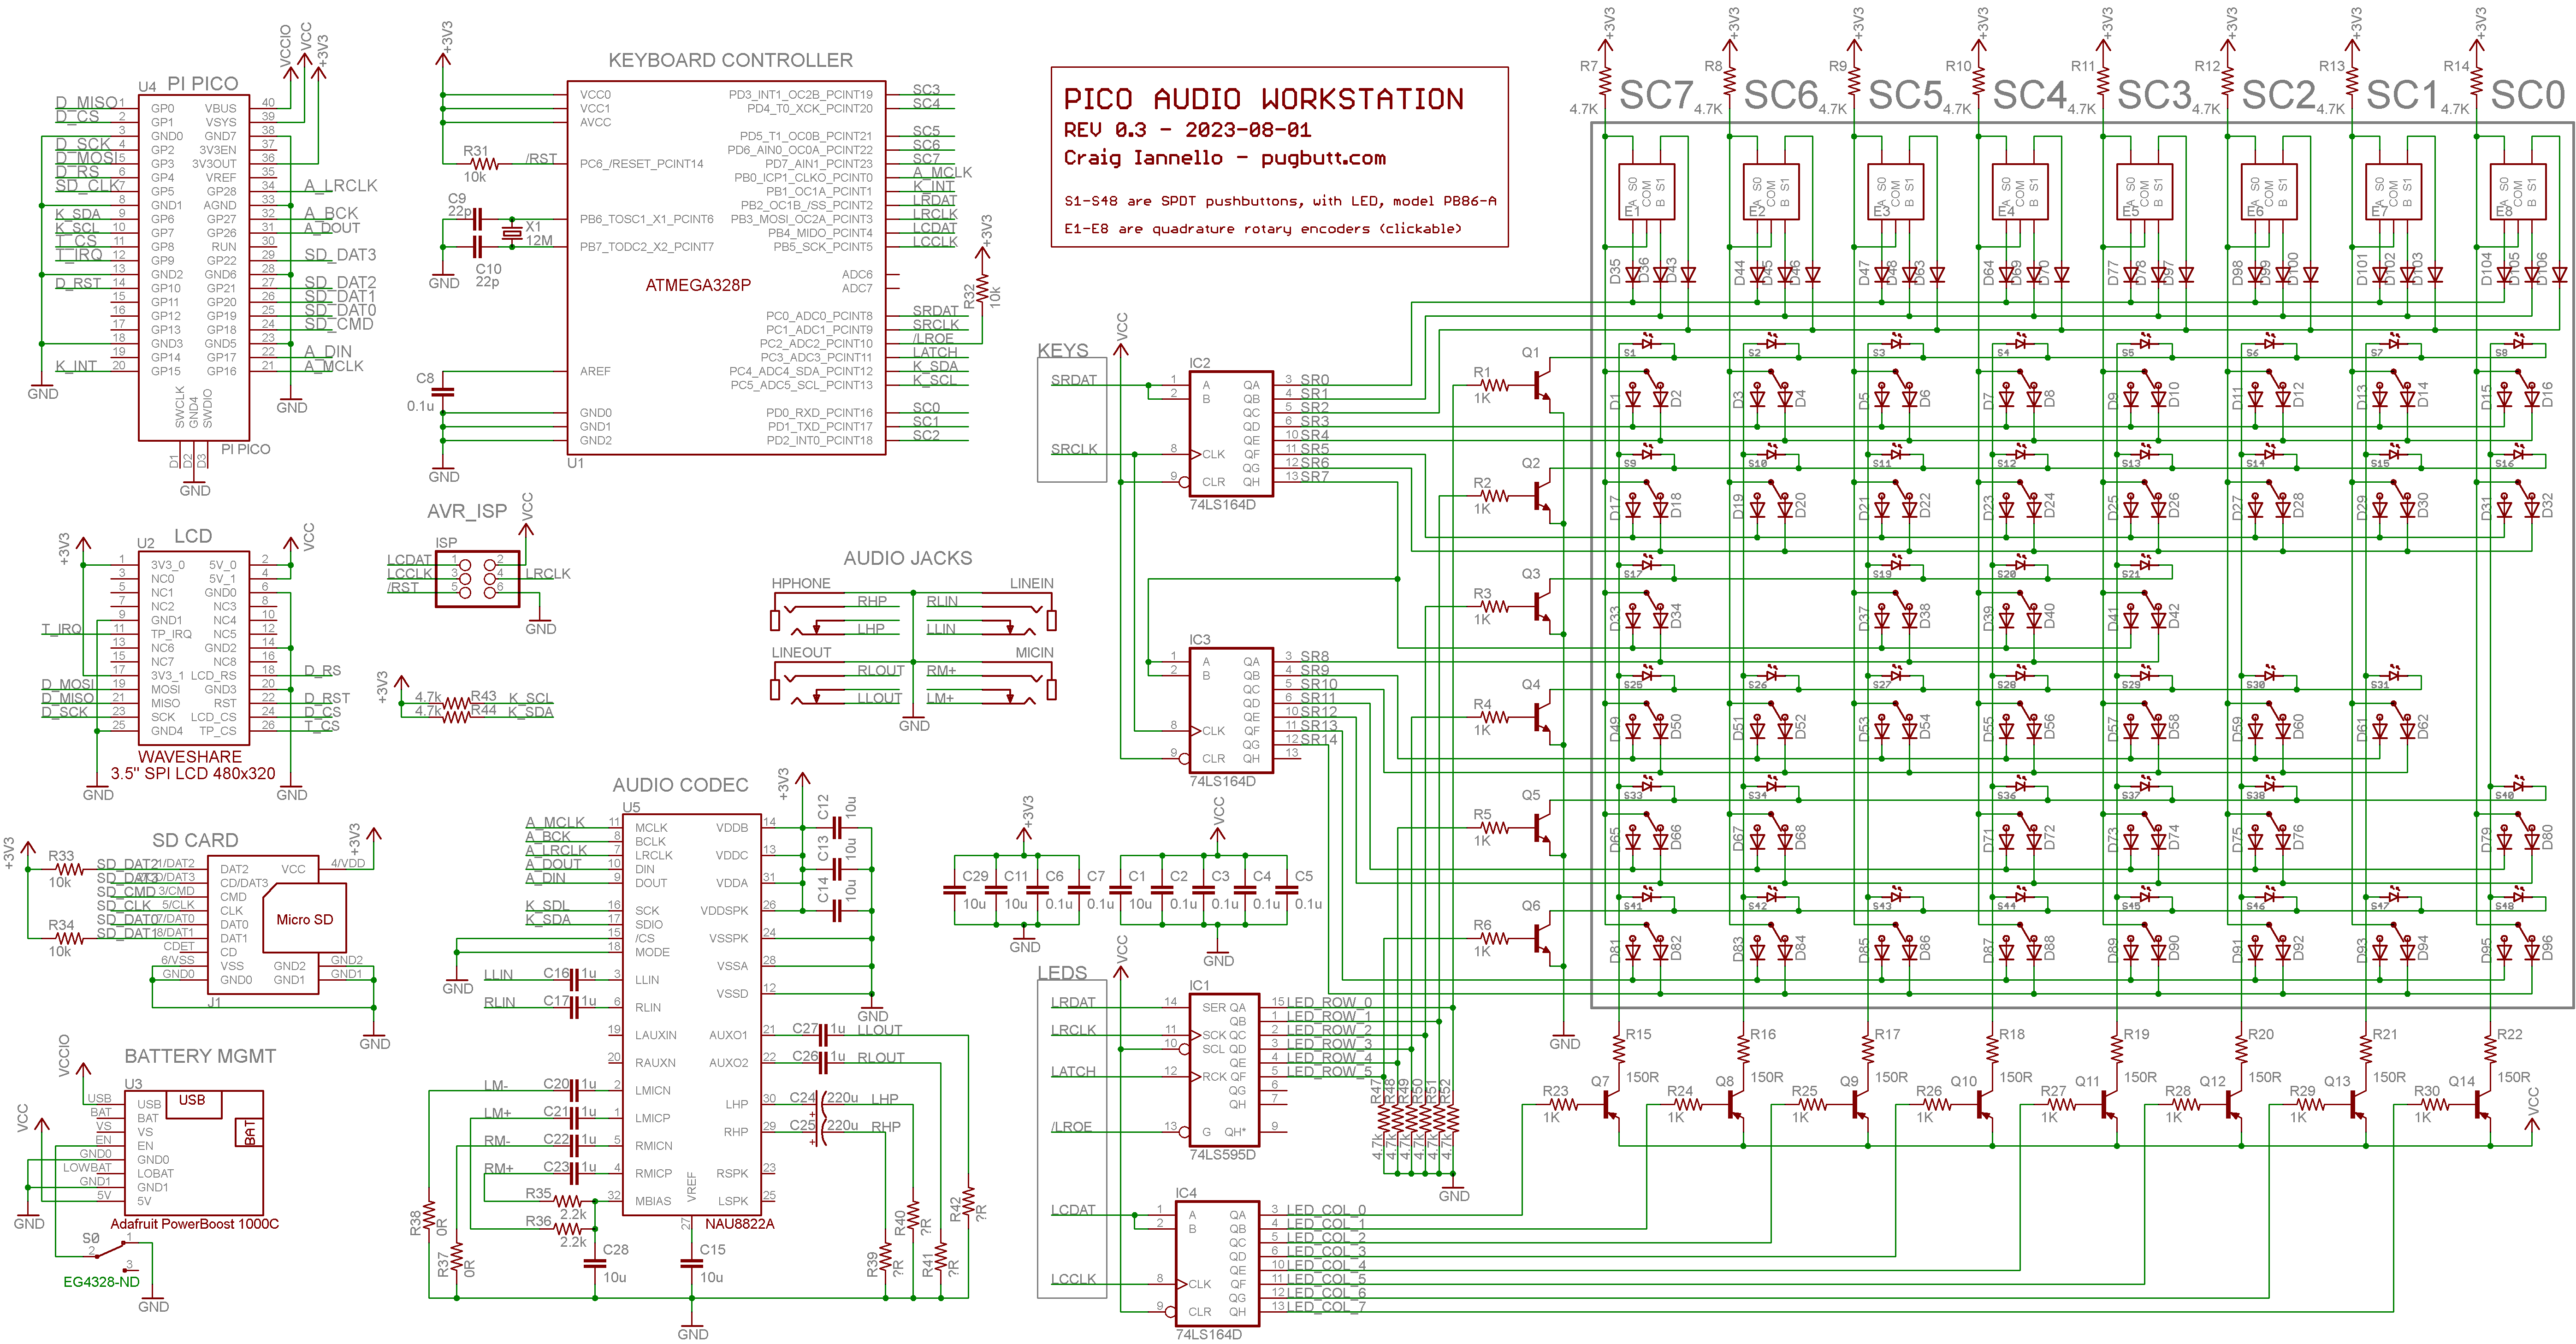 PICO AUDIO WORKSTATION
REV 0.3 - 2023-08-01
Craig Iannello - pugbutt.com
S1-S48 are SPDT pushbuttons, with LED, model PB86-A
E1-E8 are quadrature rotary encoders (clickable)
PI PICO
U4
VCCIO
VCC
+3V3
D_MISO 1 GP0 VBUS 40
D_CS 2 GP1 VSYS 39
3 GND0 GND7 38
D_SCK 4 GP2 3V3EN 37
D_MOSI 5 GP3 3V3OUT 36
D_RS 6 GP4 VREF 35
SD_CLK 7 GP5 GP28 34 A_LRCLK
8 GND1 AGND 33
K_SDA 9 GP6 GP27 32 A_BCK
K_SCL 10 GP7 GP26 31 A_DOUT
T_CS 11 GP8 RUN 30
T_IRQ 12 GP9 GP22 29 SD_DAT3
13 GND2 GND6 28
D_RST 14 GP10 GP21 27 SD_DAT2
15 GP11 GP20 26 SD_DAT1
16 GP12 GP19 25 SD_DAT0
17 GP13 GP18 24 SD_CMD
18 GND3 GND5 23
19 GP14 GP17 22 A_DIN
K_INT 20 GP15 GP16 21 A_MCLK
SWCLK GND4 SWDIO
D1 D2 D3
PI PICO
GND
GND
GND
KEYBOARD CONTROLLER
+3V3
VCC0 PD3_INT1_OC2B_PCINT19 SC3
VCC1 PD4_T0_XCK_PCINT20 SC4
AVCC
PD5_T1_OC0B_PCINT21 SC5
PD6_AIN0_OC0A_PCINT22 SC6
R31 10k /RST PC6_/RESET_PCINT14 PD7_AIN1_PCINT23 SC7
PB0_ICP1_CLKO_PCINT0 A_MCLK
PB1_OC1A_PCINT1 K_INT
PB2_OC1B_/SS_PCINT2 LRDAT
C9 22p PB6_TOSC1_X1_PCINT6 PB3_MOSI_OC2A_PCINT3 LRCLK
X1 12M PB4_MIDO_PCINT4 LCDAT
C10 22p PB7_TODC2_X2_PCINT7 PB5_SCK_PCINT5 LCCLK
GND
ATMEGA328P
ADC6
ADC7
+3V3
R32 10k
PC0_ADC0_PCINT8 SRDAT
PC1_ADC1_PCINT9 SRCLK
PC2_ADC2_PCINT10 /LROE
PC3_ADC3_PCINT11 LATCH
AREF PC4_ADC4_SDA_PCINT12 K_SDA
PC5_ADC5_SCL_PCINT13 K_SCL
C8 0.1u
GND0 PD0_RXD_PCINT16 SC0
GND1 PD1_TXD_PCINT17 SC1
GND2 PD2_INT0_PCINT18 SC2
U1
GND
LCD
U2
+3V3
VCC
1 3V3_0 5V_0 2
3 NC0 5V_1 4
5 NC1 GND0 6
7 NC2 NC3 8
9 GND1 NC4 10
T_IRQ 11 TP_IRQ NC5 12
13 NC6 GND2 14
15 NC7 NC8 16
17 3V3_1 LCD_RS 18 D_RS
D_MOSI 19 MOSI GND3 20
D_MISO 21 MISO RST 22 D_RST
D_SCK 23 SCK LCD_CS 24 D_CS
25 GND4 TP_CS 26 T_CS
WAVESHARE
3.5" SPI LCD 480x320
GND
GND
AVR_ISP
VCC
ISP
LCDAT 1 2
LCCLK 3 4 LRCLK
/RST 5 6
GND
+3V3
4.7k R43 K_SCL
4.7k R44 K_SDA
AUDIO JACKS
HPHONE LINEIN
RHP RLIN
LHP LLIN
LINEOUT MICIN
RLOUT RM+
LLOUT LM+
GND
SD CARD
+3V3
+3V3
R33 10k
R34 10k
SD_DAT2 1/DAT2 DAT2 VCC 4/VDD
SD_DAT3 2CD/DAT3 CD/DAT3
SD_CMD 3/CMD CMD
SD_CLK 5/CLK CLK
SD_DAT0 7/DAT0 DAT0
SD_DAT1 8/DAT1 DAT1
CDET CD
6/VSS VSS GND2 GND2
GND0 GND0 GND1 GND1
Micro SD
J1
GND
BATTERY MGMT
VCCIO
VCC
U3
USB USB
BAT BAT
VS VS
EN EN
GND0 GND0
LOWBAT LOBAT
GND1 GND1
5V 5V
USB
BAT
Adafruit PowerBoost 1000C
GND
S0
1
2
3
EG4328-ND
GND
AUDIO CODEC
U5
+3V3
A_MCLK 11 MCLK VDDB 14 C12 10u
A_BCK 8 BCLK
A_LRCLK 7 LRCLK VDDC 13 C13 10u
A_DOUT 10 DIN
A_DIN 9 DOUT VDDA 31 C14 10u
K_SDL 16 SCK VDDSPK 26
K_SDA 17 SDIO
15 /CS VSSPK 24
18 MODE
GND
VSSA 28
LLIN C16 1u 3 LLIN
VSSD 12
RLIN C17 1u 6 RLIN
GND
19 LAUXIN AUXO1 21 C27 1u LLOUT
20 RAUXN AUXO2 22 C26 1u RLOUT
LM- C20 1u 2 LMICN
LHP 30 C24 220u LHP
LM+ C21 1u 1 LMICP
RHP 29 C25 220u RHP
RM- C22 1u 5 RMICN
RM+ C23 1u 4 RMICP RSPK 23
R35 2.2k 32 MBIAS LSPK 25
R36 2.2k
VREF 27
NAU8822A
R38 0R
R37 0R
C28 10u
C15 10u
R39 ?R
R40 ?R
R41 ?R
R42 ?R
GND
+3V3
C29 10u C11 10u C6 0.1u C7 0.1u
GND
VCC
C1 10u C2 0.1u C3 0.1u C4 0.1u C5 0.1u
GND
KEYS
VCC
SRDAT
SRCLK
IC2
1 A QA 3 SR0
2 B QB 4 SR1
QC 5 SR2
QD 6 SR3
QE 10 SR4
8 CLK QF 11 SR5
QG 12 SR6
9 CLR QH 13 SR7
74LS164D
IC3
1 A QA 3 SR8
2 B QB 4 SR9
QC 5 SR10
QD 6 SR11
QE 10 SR12
8 CLK QF 11 SR13
QG 12 SR14
9 CLR QH 13
74LS164D
LEDS
VCC
IC1
LRDAT 14 SER QA 15 LED_ROW_0
QB 1 LED_ROW_1
LRCLK 11 SCK QC 2 LED_ROW_2
10 SCL QD 3 LED_ROW_3
QE 4 LED_ROW_4
LATCH 12 RCK QF 5 LED_ROW_5
QG 6
QH 7
/LROE 13 G QH* 9
74LS595D
R47 R48 R49 R50 R51 R52
4.7k 4.7k 4.7k 4.7k 4.7k 4.7k
GND
IC4
LCDAT 1 A QA 3 LED_COL_0
2 B QB 4 LED_COL_1
QC 5 LED_COL_2
QD 6 LED_COL_3
QE 10 LED_COL_4
LCCLK 8 CLK QF 11 LED_COL_5
QG 12 LED_COL_6
9 CLR QH 13 LED_COL_7
74LS164D
+3V3 +3V3 +3V3 +3V3 +3V3 +3V3 +3V3 +3V3
R7 R8 R9 R10 R11 R12 R13 R14
4.7K 4.7K 4.7K 4.7K 4.7K 4.7K 4.7K 4.7K
SC7 SC6 SC5 SC4 SC3 SC2 SC1 SC0
A S0 COM B S1
A S0 COM B S1
A S0 COM B S1
A S0 COM B S1
A S0 COM B S1
A S0 COM B S1
A S0 COM B S1
A S0 COM B S1
E1 E2 E3 E4 E5 E6 E7 E8
D35 D36 D43 D44 D45 D46 D47 D48 D63 D64 D69 D70 D77 D78 D97 D98 D99 D100 D101 D102 D103 D104 D105 D106
Q1 R1 1K
S1 S2 S3 S4 S5 S6 S7 S8
D1 D2 D3 D4 D5 D6 D7 D8 D9 D10 D11 D12 D13 D14 D15 D16
Q2 R2 1K
S9 S10 S11 S12 S13 S14 S15 S16
D17 D18 D19 D20 D21 D22 D23 D24 D25 D26 D27 D28 D29 D30 D31 D32
Q3 R3 1K
S17 S19 S20 S21
D33 D34 D37 D38 D39 D40 D41 D42
Q4 R4 1K
S25 S26 S27 S28 S29 S30 S31
D49 D50 D51 D52 D53 D54 D55 D56 D57 D58 D59 D60 D61 D62
Q5 R5 1K
S33 S34 S36 S37 S38 S40
D65 D66 D67 D68 D71 D72 D73 D74 D75 D76 D79 D80
Q6 R6 1K
S41 S42 S43 S44 S45 S46 S47 S48
D81 D82 D83 D84 D85 D86 D87 D88 D89 D90 D91 D92 D93 D94 D95 D96
GND
R15 R16 R17 R18 R19 R20 R21 R22
150R 150R 150R 150R 150R 150R 150R 150R
R23 Q7 R24 Q8 R25 Q9 R26 Q10 R27 Q11 R28 Q12 R29 Q13 R30 Q14
1K 1K 1K 1K 1K 1K 1K 1K
VCC